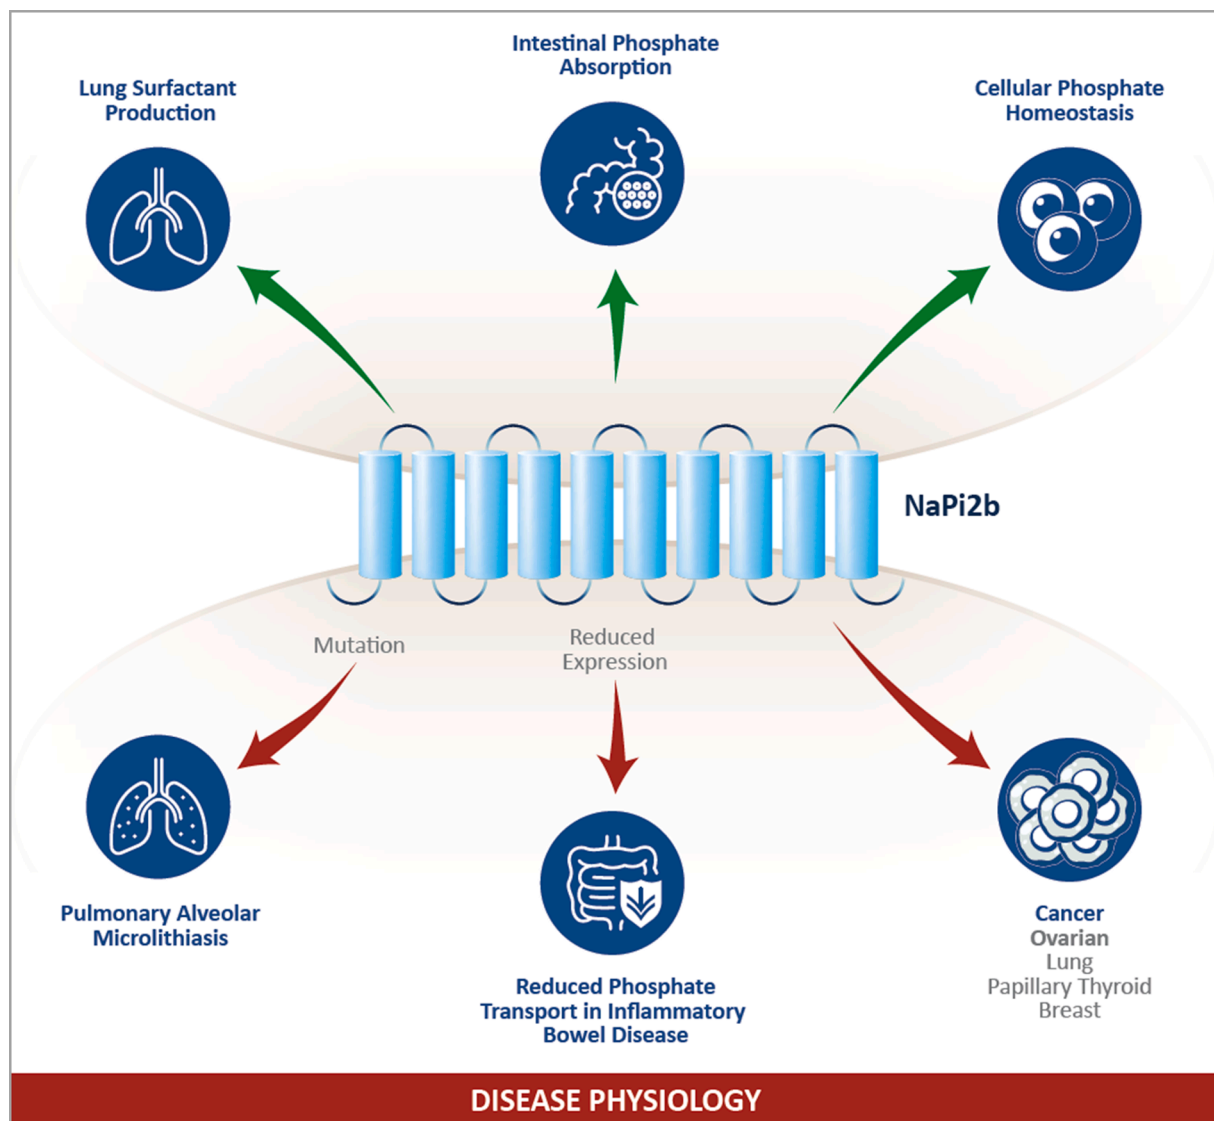 Lung Surfactant
Production
Intestinal Phosphate
Absorption
Cellular Phosphate
Homeostasis
NaPi2b
Mutation
Reduced
Expression
Pulmonary Alveolar
Microlithiasis
Reduced Phosphate
Transport in Inflammatory
Bowel Disease
Cancer
Ovarian
Lung
Papillary Thyroid
Breast
DISEASE PHYSIOLOGY